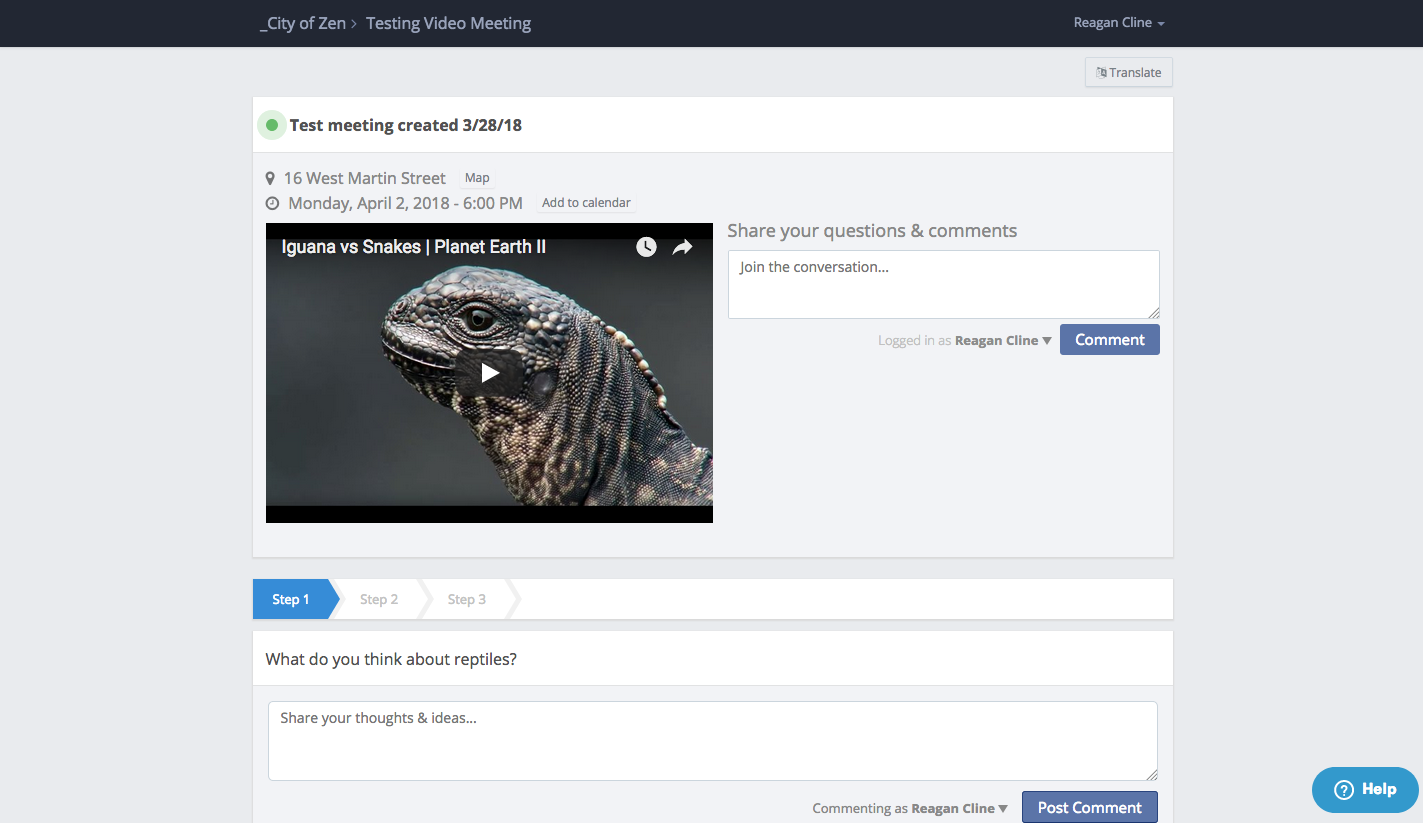 _City of Zen > Testing Video Meeting
Reagan Cline
Translate
Test meeting created 3/28/18
16 West Martin Street Map
Monday, April 2, 2018 - 6:00 PM Add to calendar
Iguana vs Snakes | Planet Earth II
Share your questions & comments
Join the conversation...
Logged in as Reagan Cline ▼ Comment
Step 1 Step 2 Step 3
What do you think about reptiles?
Share your thoughts & ideas...
Commenting as Reagan Cline ▼ Post Comment
? Help